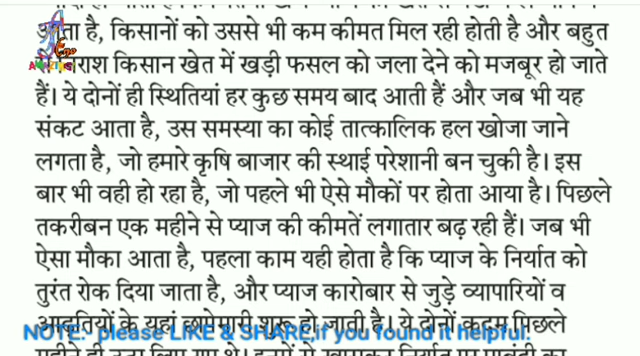 आता है, किसानों को उससे भी कम कीमत मिल रही होती है और बहुत
किसान खेत में खड़ी फसल को जला देने को मजबूर हो जाते
हैं। ये दोनों ही स्थितियां हर कुछ समय बाद आती हैं और जब भी यह
संकट आता है, उस समस्या का कोई तात्कालिक हल खोजा जाने
लगता है, जो हमारे कृषि बाजार की स्थाई परेशानी बन चुकी है। इस
बार भी वही हो रहा है, जो पहले भी ऐसे मौकों पर होता आया है। पिछले
तकरीबन एक महीने से प्याज की कीमतें लगातार बढ़ रही हैं। जब भी
ऐसा मौका आता है, पहला काम यही होता है कि प्याज के निर्यात को
तुरंत रोक दिया जाता है, और प्याज कारोबार से जुड़े व्यापारियों व
आढ़तियों के यहां छापेमारी शुरू हो जाती है। ये दोनों कदम पिछले
NOTE:- please LIKE & SHARE,if you found it helpful.